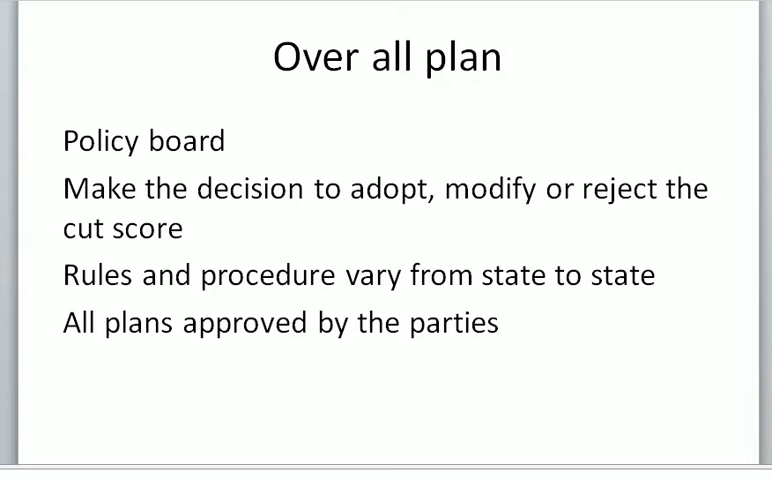 Over all plan
Policy board
Make the decision to adopt, modify or reject the
cut score
Rules and procedure vary from state to state
All plans approved by the parties